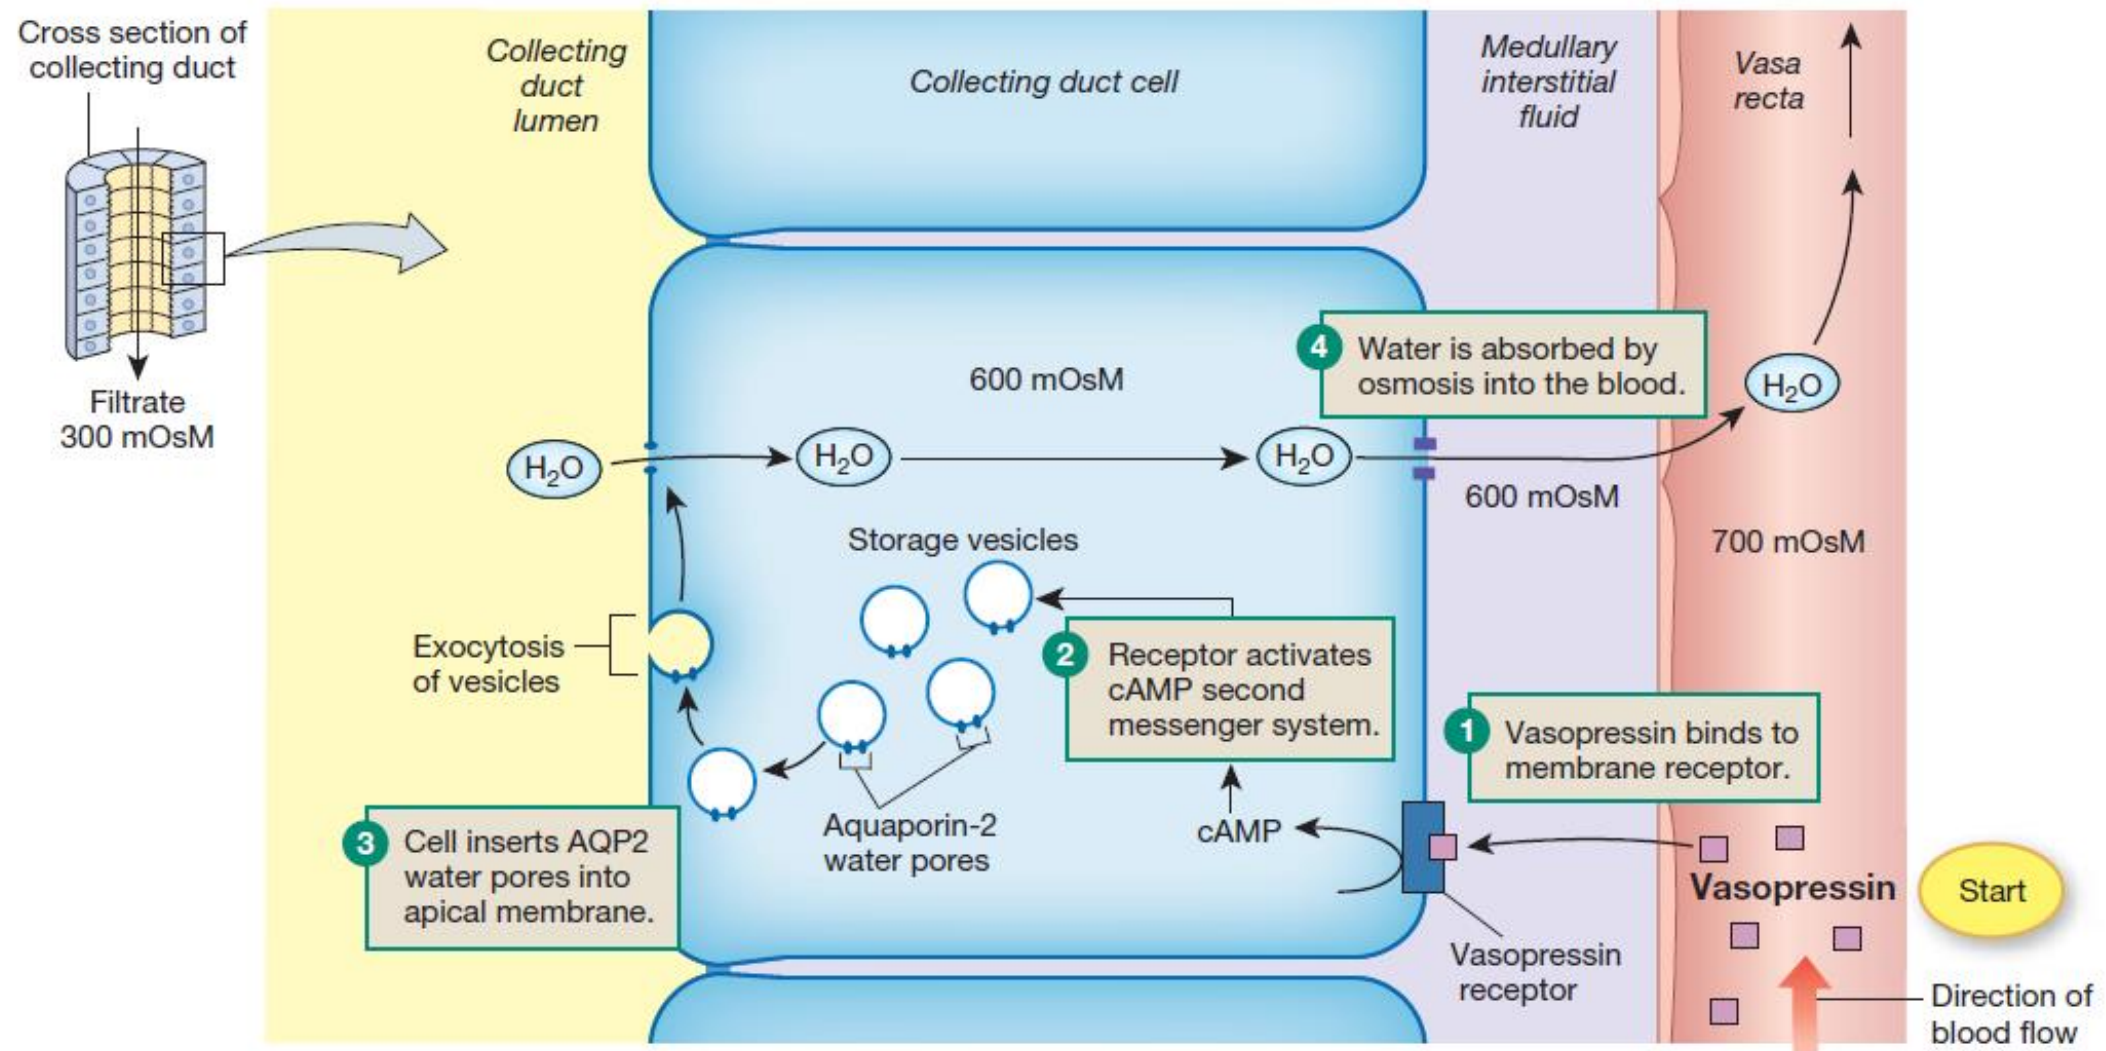 Cross section of
collecting duct
Filtrate
300 mOsM
Collecting
duct
lumen
Collecting duct cell
Medullary
interstitial
fluid
Vasa
recta
600 mOsM
4 Water is absorbed by
osmosis into the blood.
H₂O
H₂O
H₂O
H₂O
600 mOsM
700 mOsM
Storage vesicles
Exocytosis
of vesicles
2 Receptor activates
cAMP second
messenger system.
1 Vasopressin binds to
membrane receptor.
3 Cell inserts AQP2
water pores into
apical membrane.
Aquaporin-2
water pores
cAMP
Vasopressin
Start
Vasopressin
receptor
Direction of
blood flow